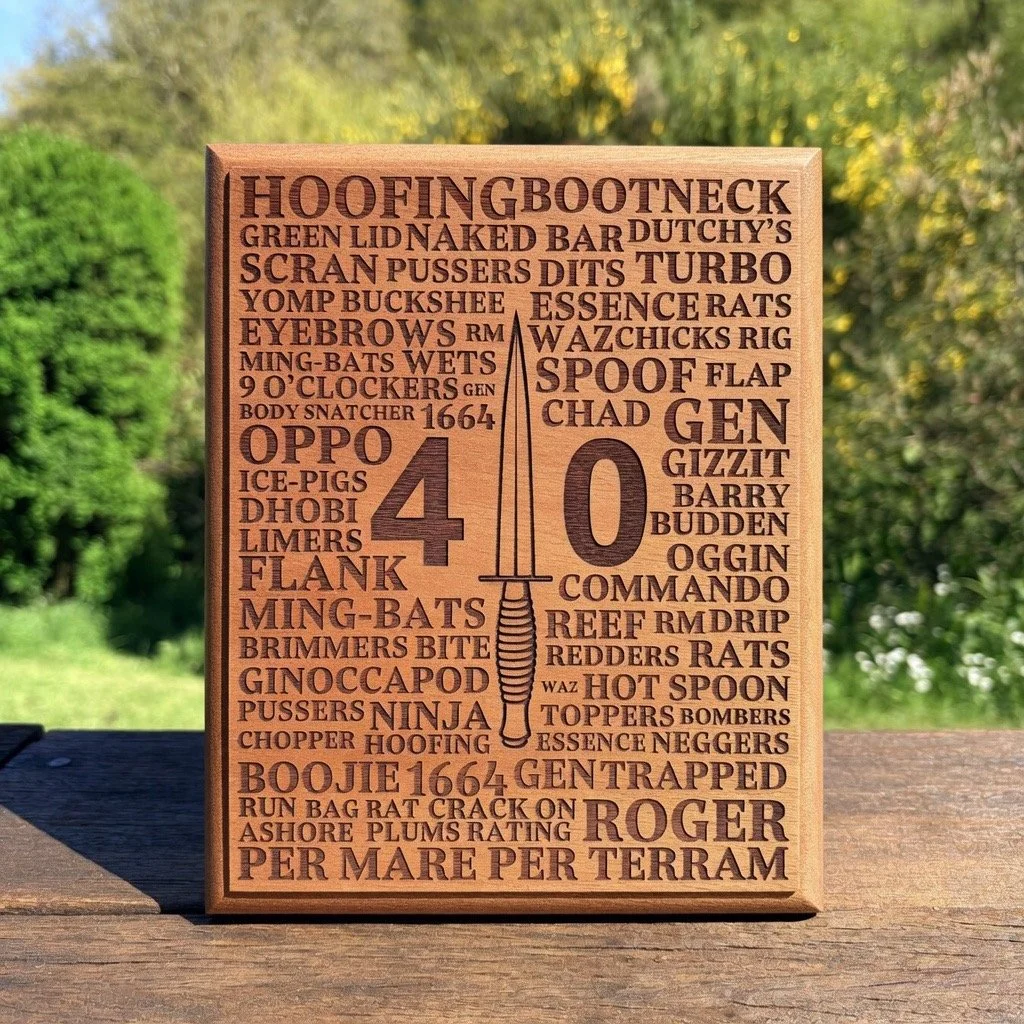 HOOFING BOOTNECK
GREEN LID NAKED BAR DUTCHY'S
SCRAN PUSSERS DITS TURBO
YOMP BUCKSHEE ESSENCE RATS
EYEBROWS RM WAZ CHICKS RIG
MING-BATS WETS SPOOF FLAP
9 O'CLOCKERS GEN
BODY SNATCHER 1664 CHAD GEN
OPPO 4 0 GIZZIT
ICE-PIGS BARRY
DHOBI BUDDEN
LIMERS OGGIN
FLANK COMMANDO
MING-BATS REEF RM DRIP
BRIMMERS BITE REDDERS RATS
GINOCCAPOD WAZ HOT SPOON
PUSSERS NINJA TOPPERS BOMBERS
CHOPPER HOOFING ESSENCE NEGGERS
BOOJIE 1664 GEN TRAPPED
RUN BAG RAT CRACK ON ROGER
ASHORE PLUMS RATING
PER MARE PER TERRAM